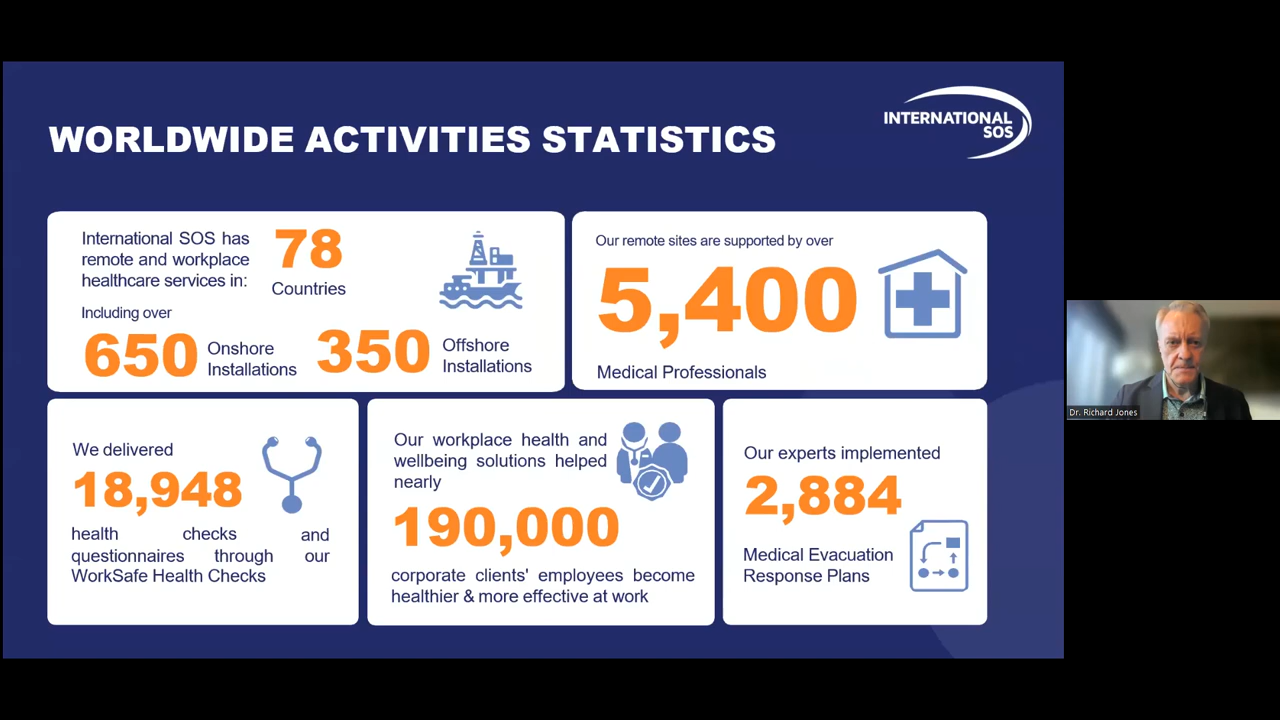 INTERNATIONAL
SOS
WORLDWIDE ACTIVITIES STATISTICS
International SOS has
remote and workplace
healthcare services in:
78
Countries
Including over
650
Onshore
Installations
350
Offshore
Installations
Our remote sites are supported by over
5,400
Medical Professionals
We delivered
18,948
health checks and
questionnaires through our
WorkSafe Health Checks
Our workplace health and
wellbeing solutions helped
nearly
190,000
corporate clients' employees become
healthier & more effective at work
Our experts implemented
2,884
Medical Evacuation
Response Plans
Dr. Richard Jones